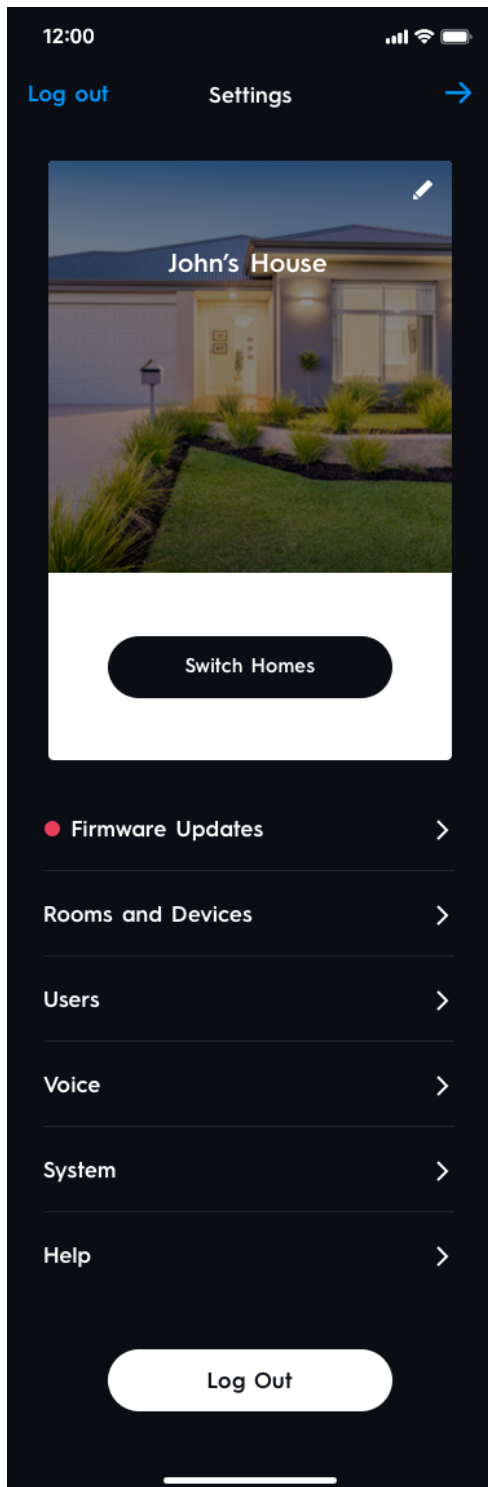 12:00
Log out
Settings
John's House
Switch Homes
Firmware Updates
Rooms and Devices
Users
Voice
System
Help
Log Out